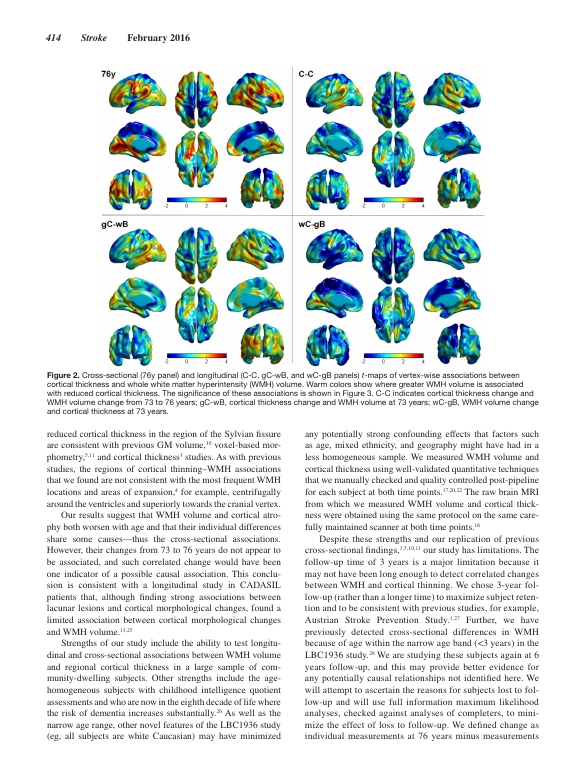 414 Stroke February 2016
76y
C-C
-2 0 2 4
-2 0 2 4
gC-wB
wC-gB
-2 0 2 4
-2 0 2 4
Figure 2. Cross-sectional (76y panel) and longitudinal (C-C, gC-wB, and wC-gB panels) t-maps of vertex-wise associations between
cortical thickness and whole white matter hyperintensity (WMH) volume. Warm colors show where greater WMH volume is associated
with reduced cortical thickness. The significance of these associations is shown in Figure 3. C-C indicates cortical thickness change and
WMH volume change from 73 to 76 years; gC-wB, cortical thickness change and WMH volume at 73 years; wC-gB, WMH volume change
and cortical thickness at 73 years.
reduced cortical thickness in the region of the Sylvian fissure
are consistent with previous GM volume,10 voxel-based mor-
phometry,5,11 and cortical thickness3 studies. As with previous
studies, the regions of cortical thinning–WMH associations
that we found are not consistent with the most frequent WMH
locations and areas of expansion,4 for example, centrifugally
around the ventricles and superiorly towards the cranial vertex.
Our results suggest that WMH volume and cortical atro-
phy both worsen with age and that their individual differences
share some causes—thus the cross-sectional associations.
However, their changes from 73 to 76 years do not appear to
be associated, and such correlated change would have been
one indicator of a possible causal association. This conclu-
sion is consistent with a longitudinal study in CADASIL
patients that, although finding strong associations between
lacunar lesions and cortical morphological changes, found a
limited association between cortical morphological changes
and WMH volume.13,25
Strengths of our study include the ability to test longitu-
dinal and cross-sectional associations between WMH volume
and regional cortical thickness in a large sample of com-
munity-dwelling subjects. Other strengths include the age-
homogeneous subjects with childhood intelligence quotient
assessments and who are now in the eighth decade of life where
the risk of dementia increases substantially.26 As well as the
narrow age range, other novel features of the LBC1936 study
(eg, all subjects are white Caucasian) may have minimized
any potentially strong confounding effects that factors such
as age, mixed ethnicity, and geography might have had in a
less homogeneous sample. We measured WMH volume and
cortical thickness using well-validated quantitative techniques
that we manually checked and quality controlled post-pipeline
for each subject at both time points.17,20,22 The raw brain MRI
from which we measured WMH volume and cortical thick-
ness were obtained using the same protocol on the same care-
fully maintained scanner at both time points.16
Despite these strengths and our replication of previous
cross-sectional findings,3,5,10,11 our study has limitations. The
follow-up time of 3 years is a major limitation because it
may not have been long enough to detect correlated changes
between WMH and cortical thinning. We chose 3-year fol-
low-up (rather than a longer time) to maximize subject reten-
tion and to be consistent with previous studies, for example,
Austrian Stroke Prevention Study.1,27 Further, we have
previously detected cross-sectional differences in WMH
because of age within the narrow age band (<3 years) in the
LBC1936 study.28 We are studying these subjects again at 6
years follow-up, and this may provide better evidence for
any potentially causal relationships not identified here. We
will attempt to ascertain the reasons for subjects lost to fol-
low-up and will use full information maximum likelihood
analyses, checked against analyses of completers, to mini-
mize the effect of loss to follow-up. We defined change as
individual measurements at 76 years minus measurements